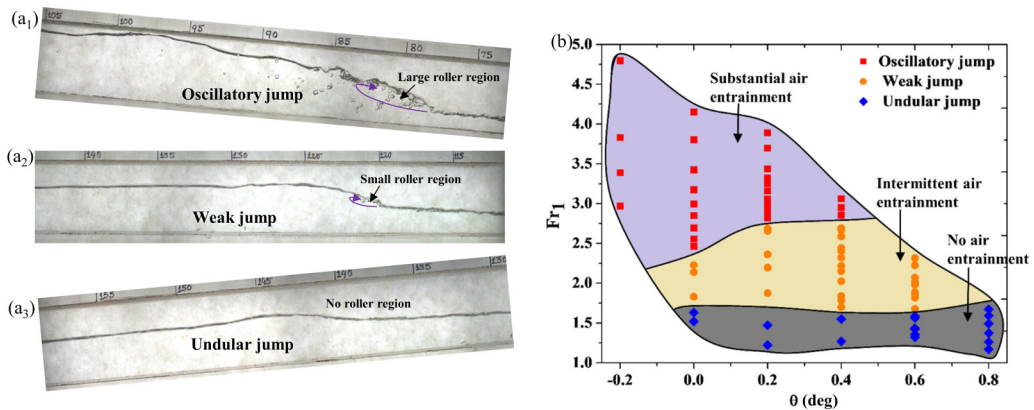 (a1)
105 100 95 90 85 80 75
Large roller region
Oscillatory jump
(a2)
140 135 130 125 120 115
Small roller region
Weak jump
(a3)
155 150 145 140 135 130
No roller region
Undular jump
(b)
5.0
4.5
4.0
3.5
3.0
2.5
2.0
1.5
1.0
Fr1
Substantial air
entrainment
Oscillatory jump
Weak jump
Undular jump
Intermittent air
entrainment
No air
entrainment
-0.2 0.0 0.2 0.4 0.6 0.8
θ (deg)